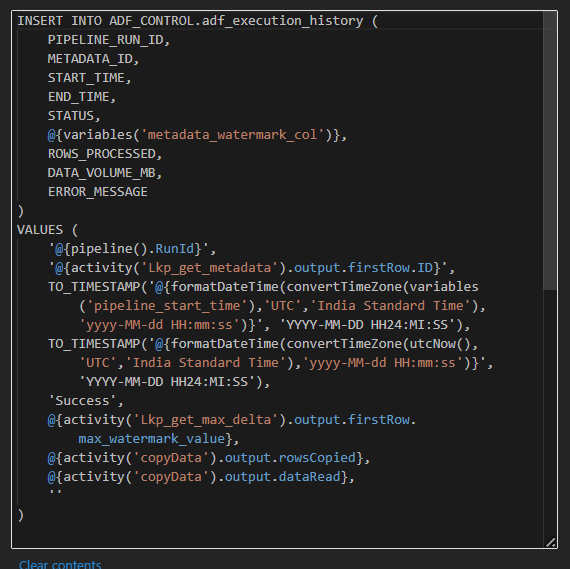 INSERT INTO ADF_CONTROL.adf_execution_history (
PIPELINE_RUN_ID,
METADATA_ID,
START_TIME,
END_TIME,
STATUS,
@{variables('metadata_watermark_col')},
ROWS_PROCESSED,
DATA_VOLUME_MB,
ERROR_MESSAGE
)
VALUES (
'@{pipeline().RunId}',
'@{activity('Lkp_get_metadata').output.firstRow.ID}',
TO_TIMESTAMP('@{formatDateTime(convertTimeZone(variables
('pipeline_start_time'),'UTC','India Standard Time'),
'yyyy-MM-dd HH:mm:ss')}', 'YYYY-MM-DD HH24:MI:SS'),
TO_TIMESTAMP('@{formatDateTime(convertTimeZone(utcNow(),
'UTC','India Standard Time'),'yyyy-MM-dd HH:mm:ss')}',
'YYYY-MM-DD HH24:MI:SS'),
'Success',
@{activity('Lkp_get_max_delta').output.firstRow.
max_watermark_value},
@{activity('copyData').output.rowsCopied},
@{activity('copyData').output.dataRead},
''
)
Clear contents